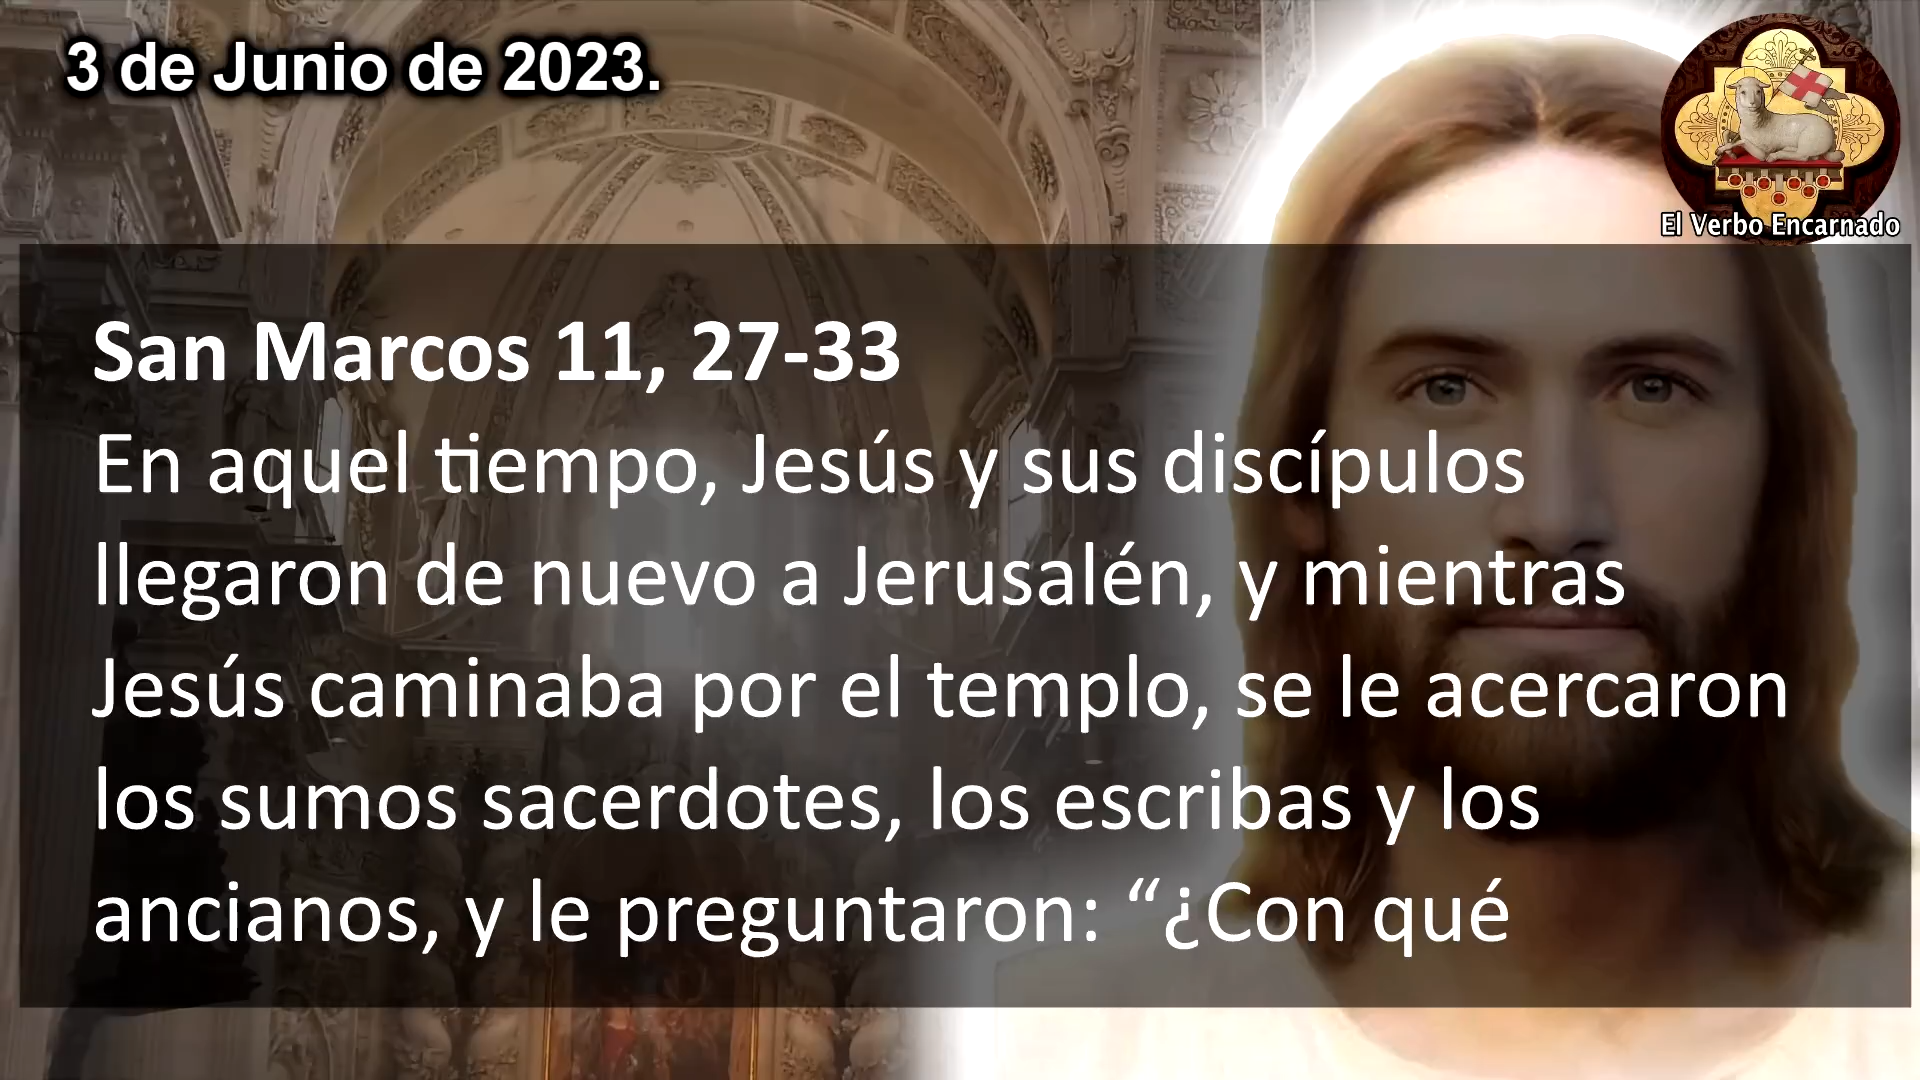 3 de Junio de 2023.
El Verbo Encarnado
San Marcos 11, 27-33
En aquel tiempo, Jesús y sus discípulos
llegaron de nuevo a Jerusalén, y mientras
Jesús caminaba por el templo, se le acercaron
los sumos sacerdotes, los escribas y los
ancianos, y le preguntaron: “¿Con qué